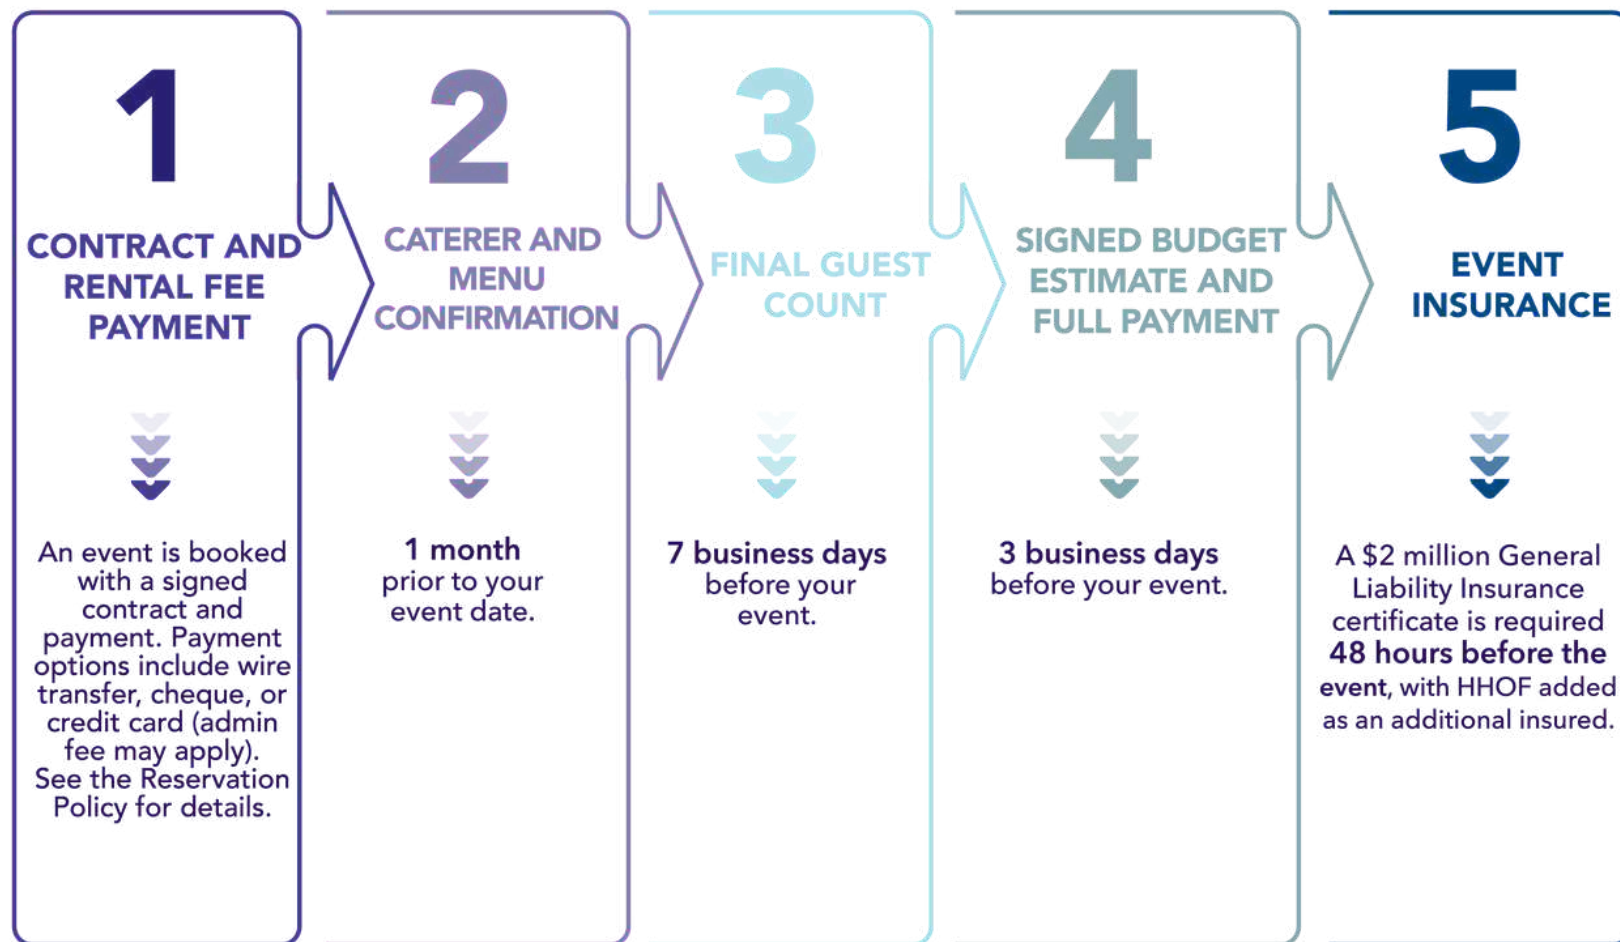 1
CONTRACT AND
RENTAL FEE
PAYMENT
An event is booked
with a signed
contract and
payment. Payment
options include wire
transfer, cheque, or
credit card (admin
fee may apply).
See the Reservation
Policy for details.
2
CATERER AND
MENU
CONFIRMATION
1 month
prior to your
event date.
3
FINAL GUEST
COUNT
7 business days
before your
event.
4
SIGNED BUDGET
ESTIMATE AND
FULL PAYMENT
3 business days
before your event.
5
EVENT
INSURANCE
A $2 million General
Liability Insurance
certificate is required
48 hours before the
event, with HHOF added
as an additional insured.